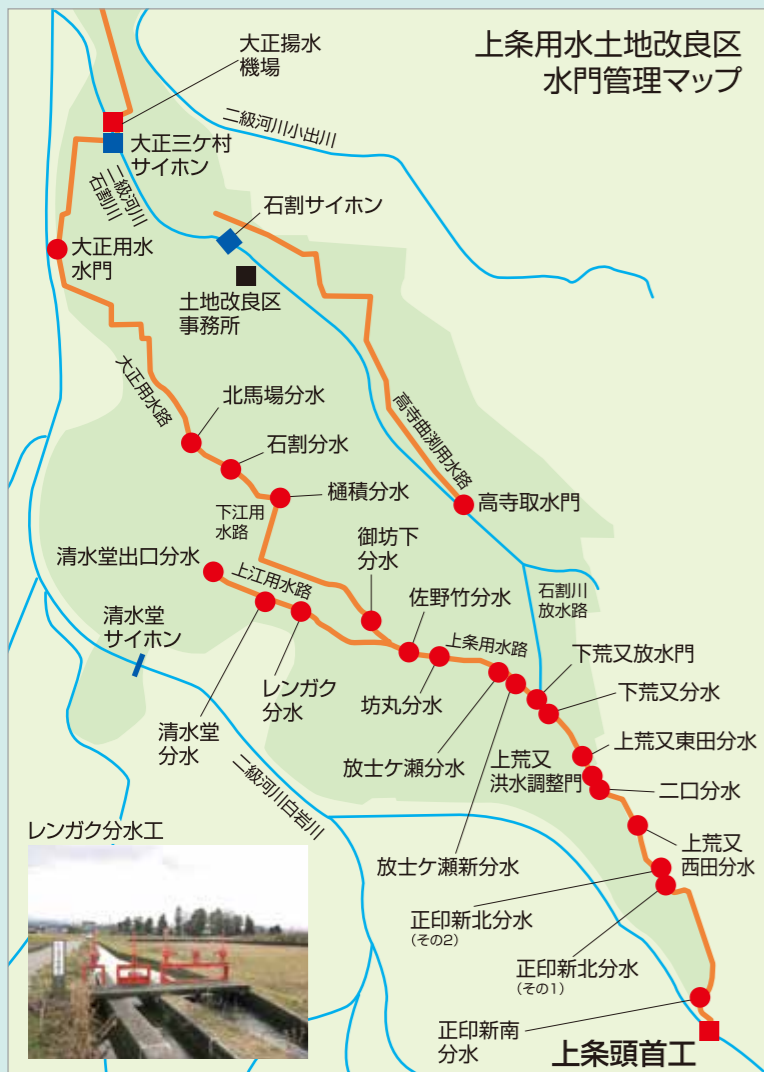 上条用水土地改良区
水門管理マップ
大正揚水
機場
二級河川小出川
大正三ケ村
サイホン
二級河川
石割川
石割サイホン
大正用水
水門
土地改良区
事務所
大正用水路
北馬場分水
石割分水
高寺曲渕用水路
樋積分水
高寺取水門
下江用
水路
御坊下
分水
清水堂出口分水
上江用水路
石割川
放水路
佐野竹分水
清水堂
サイホン
上条用水路
下荒又放水門
レンガク
分水
坊丸分水
下荒又分水
清水堂
分水
放士ケ瀬分水
上荒又東田分水
上荒又
洪水調整門
二口分水
二級河川白岩川
上荒又
西田分水
放士ケ瀬新分水
レンガク分水工
正印新北分水
(その2)
正印新北分水
(その1)
正印新南
分水
上条頭首工